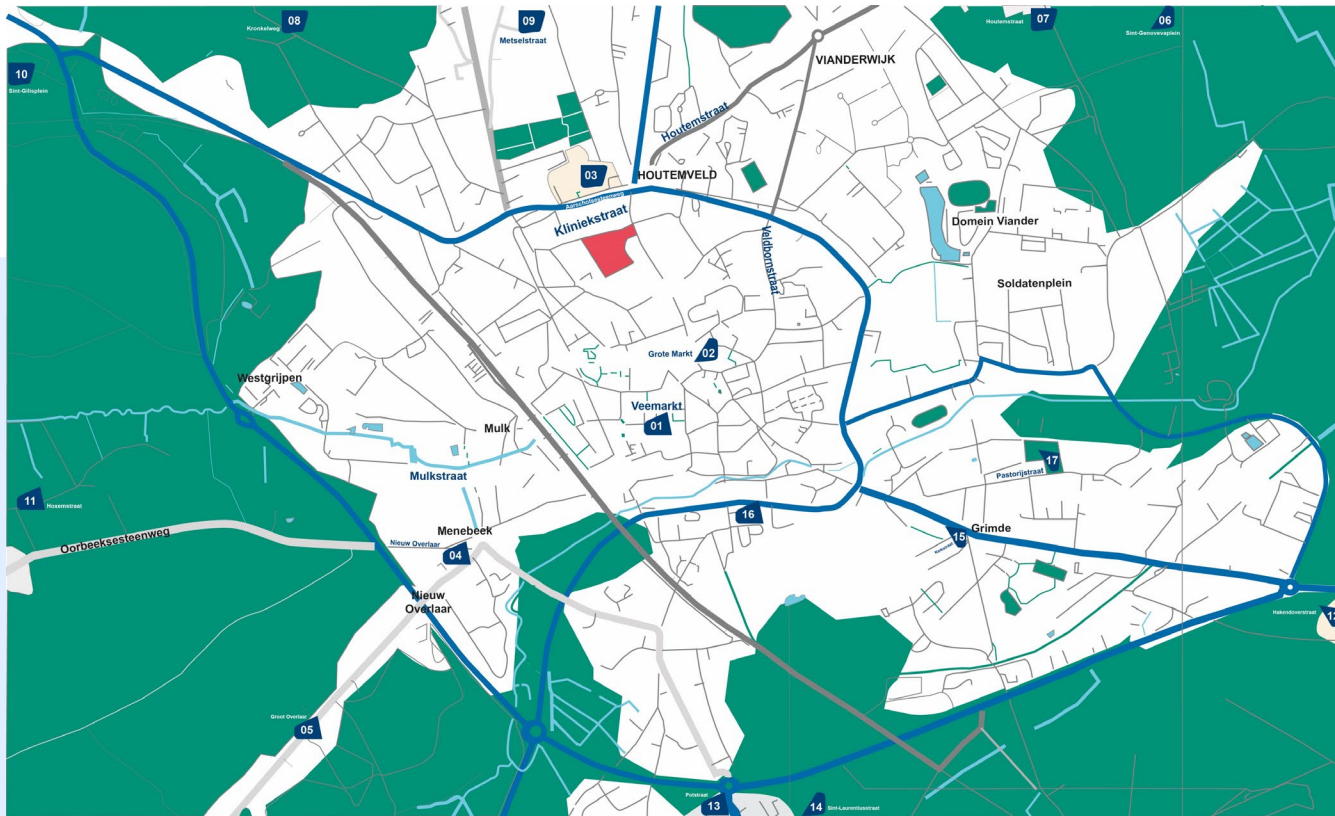 08
Kronkelweg
09
Metselstraat
07
Houtemstraat
06
Sint-Genovevaplein
10
Sint-Gilisplein
VIANDERWIJK
Houtemstraat
03
HOUTEMVELD
Aarschotsesteenweg
Kliniekstraat
Veldbornstraat
Domein Viander
Soldatenplein
Grote Markt
02
Westgrijpen
Veemarkt
01
Mulk
Mulkstraat
17
Pastorijstraat
11
Hoxemstraat
16
Oorbeeksesteenweg
Menebeek
Nieuw Overlaar
04
Grimde
15
Nieuw
Overlaar
Hakendoverstraat
12
Groot Overlaar
05
Potstraat
13
14
Sint-Laurentiusstraat